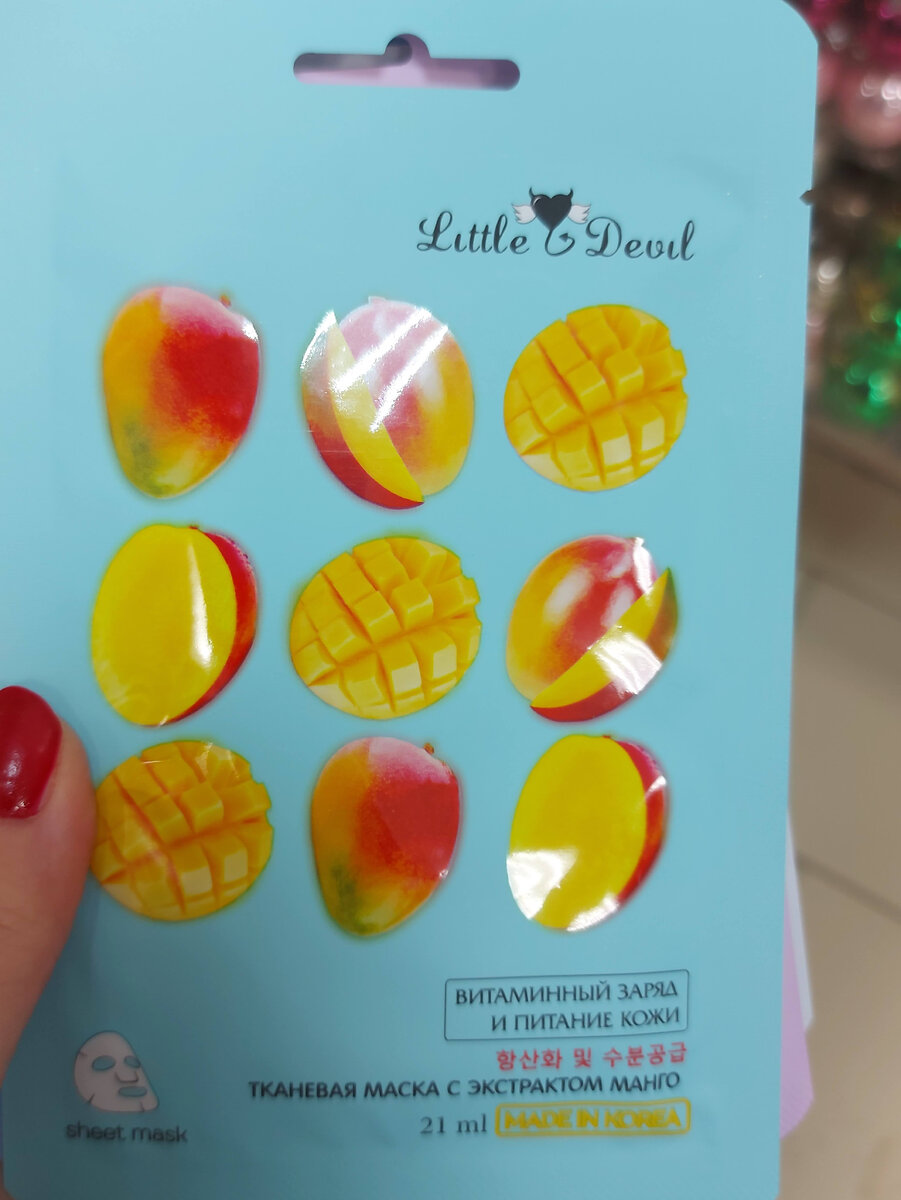 Little Devil
ВИТАМИННЫЙ ЗАРЯД
И ПИТАНИЕ КОЖИ
항산화 및 수분공급
ТКАНЕВАЯ МАСКА С ЭКСТРАКТОМ МАНГО
21 ml MADE IN KOREA
sheet mask